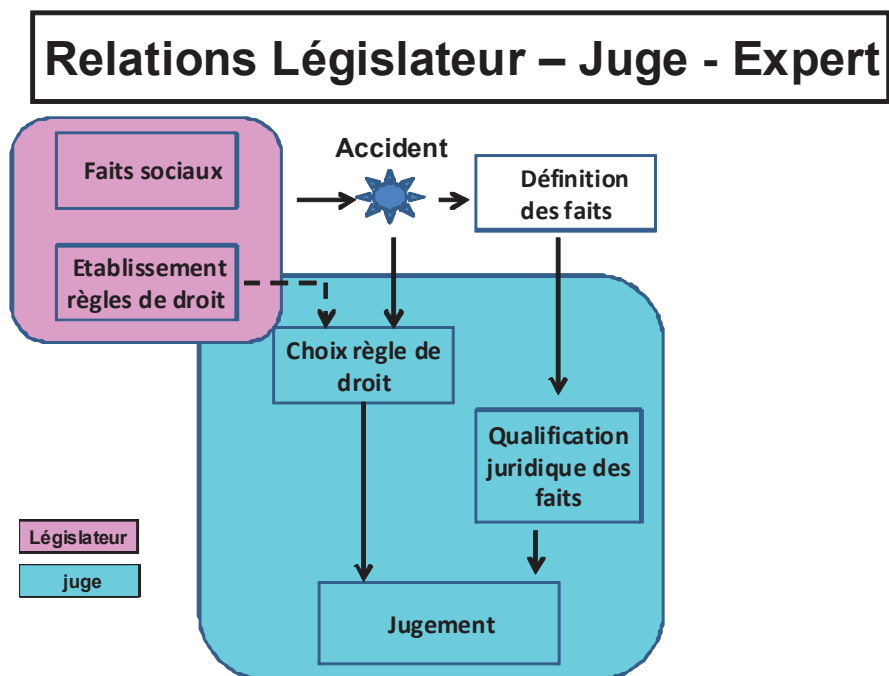 Relations Législateur – Juge - Expert
Accident
Faits sociaux
Définition
des faits
Etablissement
règles de droit
Choix règle de
droit
Qualification
juridique des
faits
Législateur
juge
Jugement